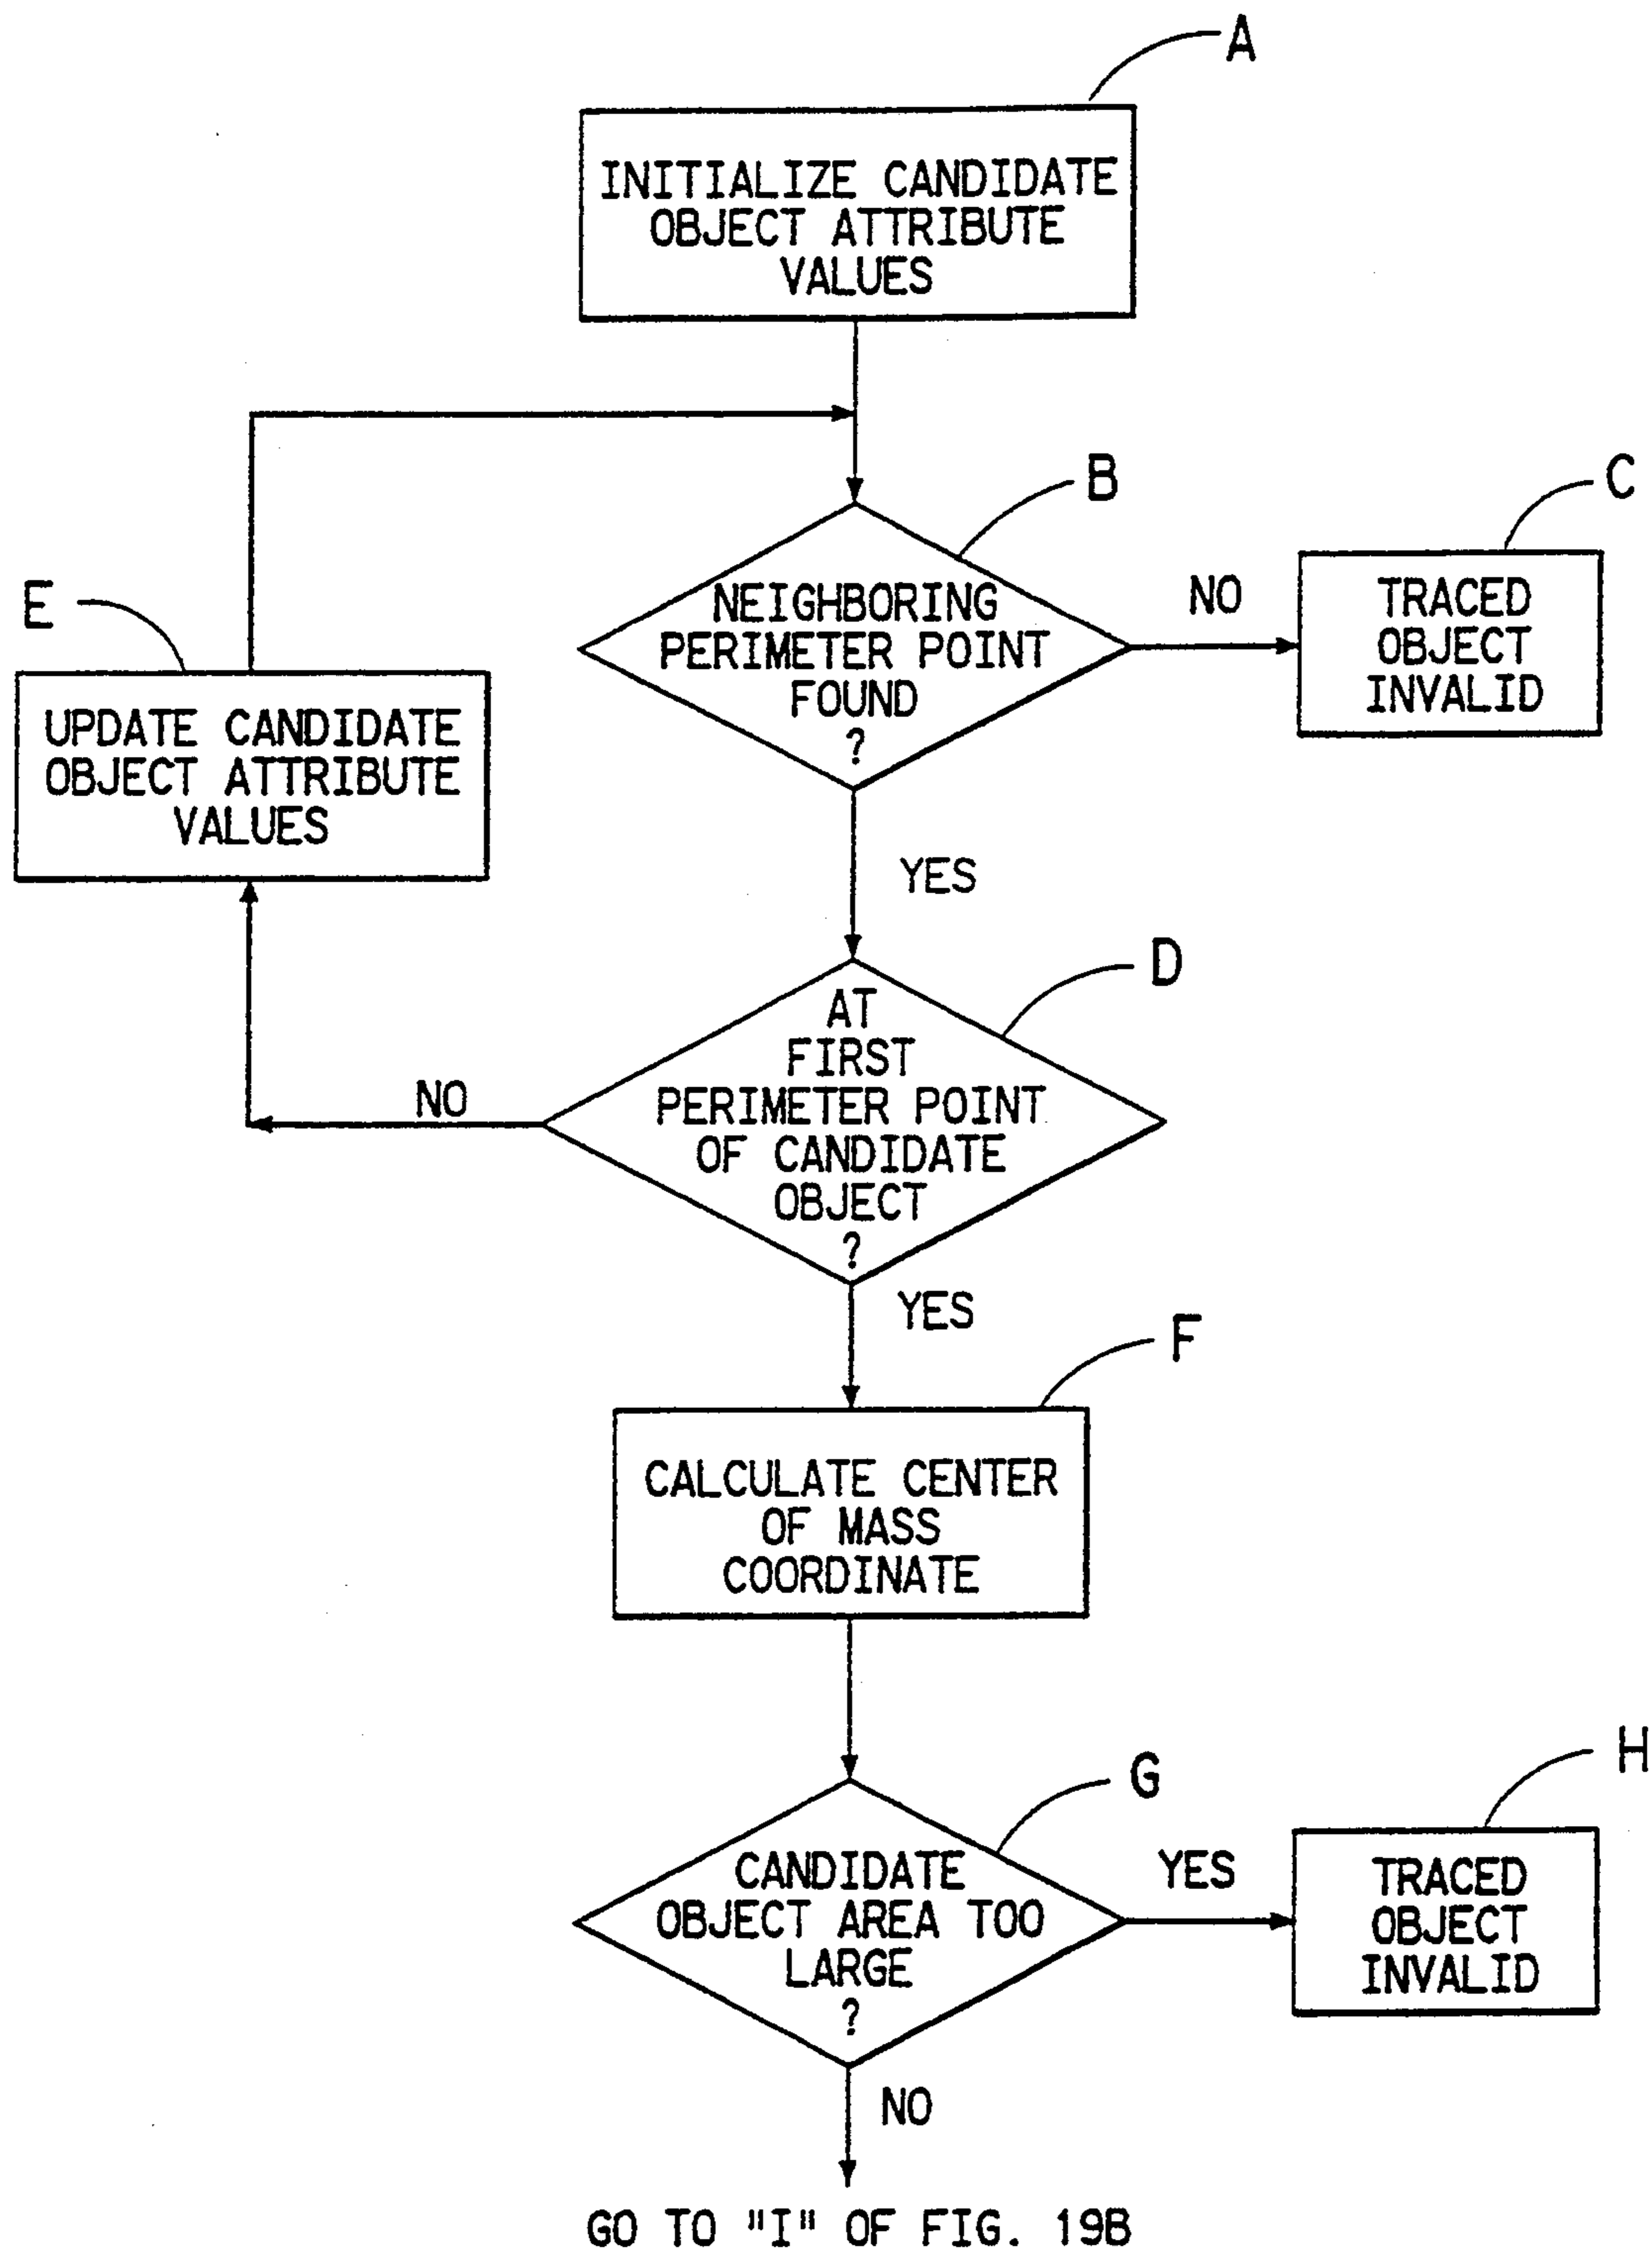 A
INITIALIZE CANDIDATE
OBJECT ATTRIBUTE
VALUES
B
C
NEIGHBORING
PERIMETER POINT
FOUND
?
NO
TRACED
OBJECT
INVALID
E
UPDATE CANDIDATE
OBJECT ATTRIBUTE
VALUES
YES
D
AT
FIRST
PERIMETER POINT
OF CANDIDATE
OBJECT
?
NO
YES
F
CALCULATE CENTER
OF MASS
COORDINATE
G
H
CANDIDATE
OBJECT AREA TOO
LARGE
?
YES
TRACED
OBJECT
INVALID
NO
GO TO "I" OF FIG. 19B